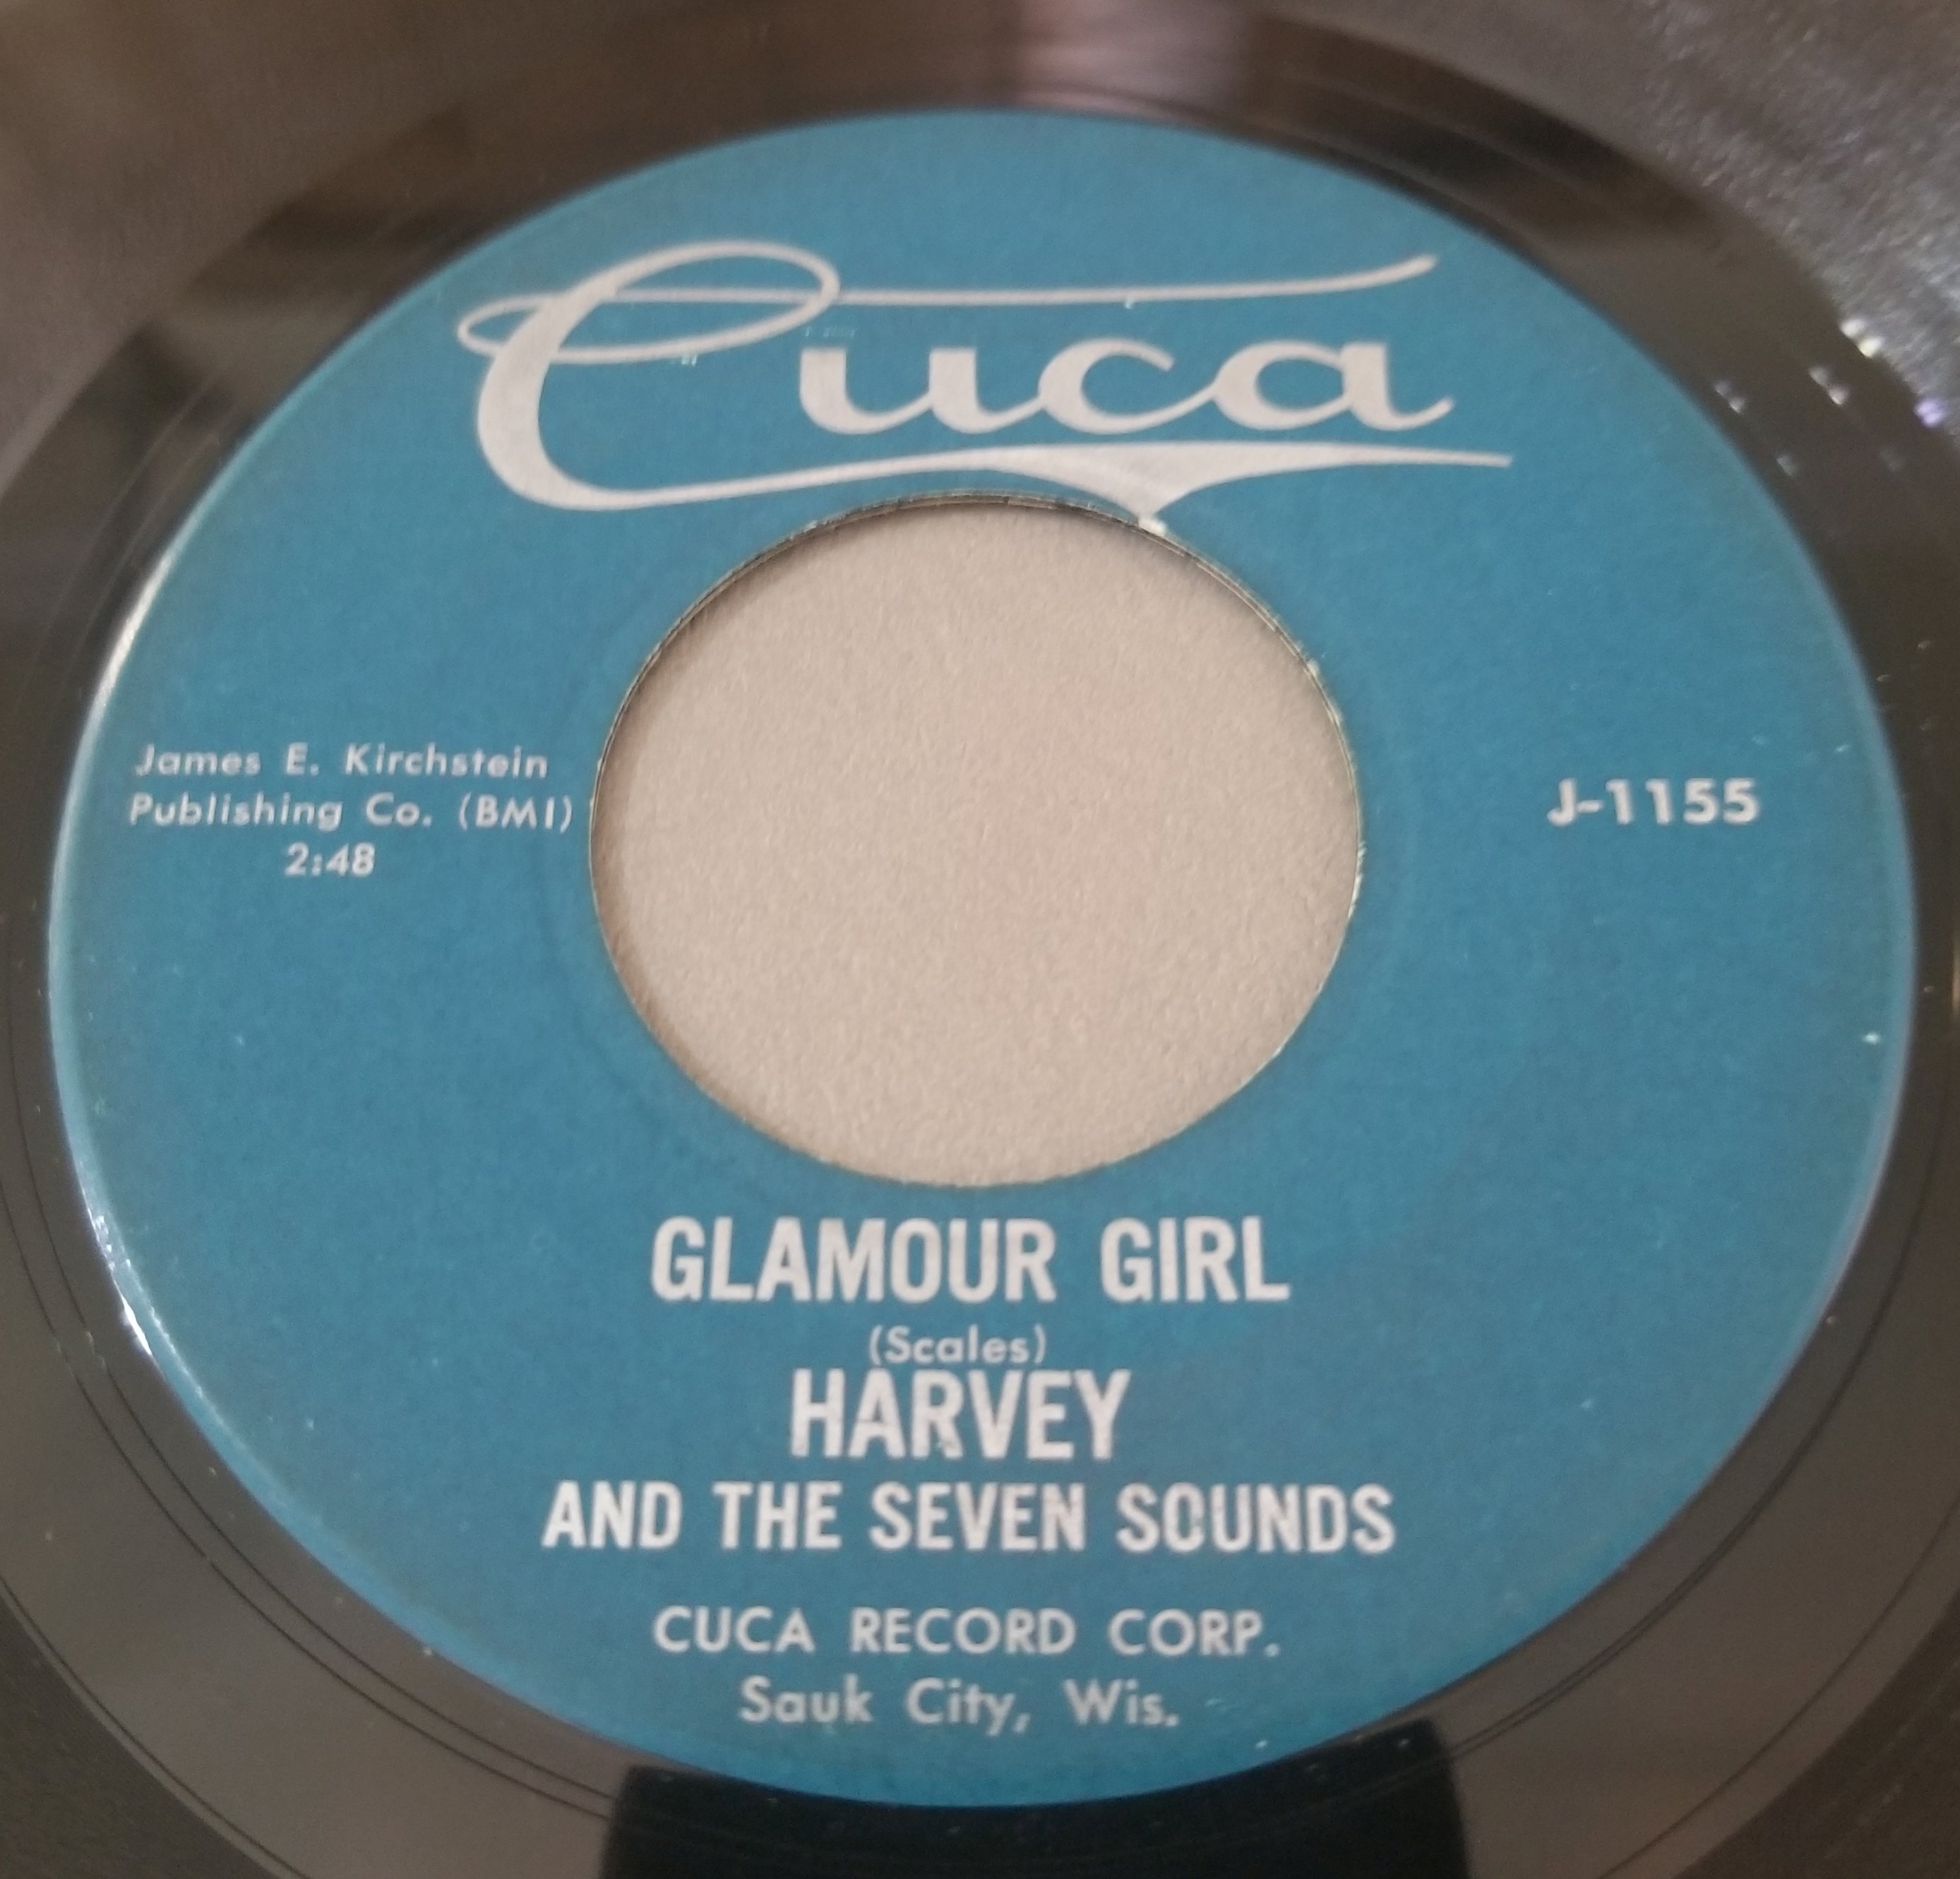 Cuca
James E. Kirchstein
Publishing Co. (BMI)
2:48
J-1155
GLAMOUR GIRL
(Scales)
HARVEY
AND THE SEVEN SOUNDS
CUCA RECORD CORP.
Sauk City, Wis.